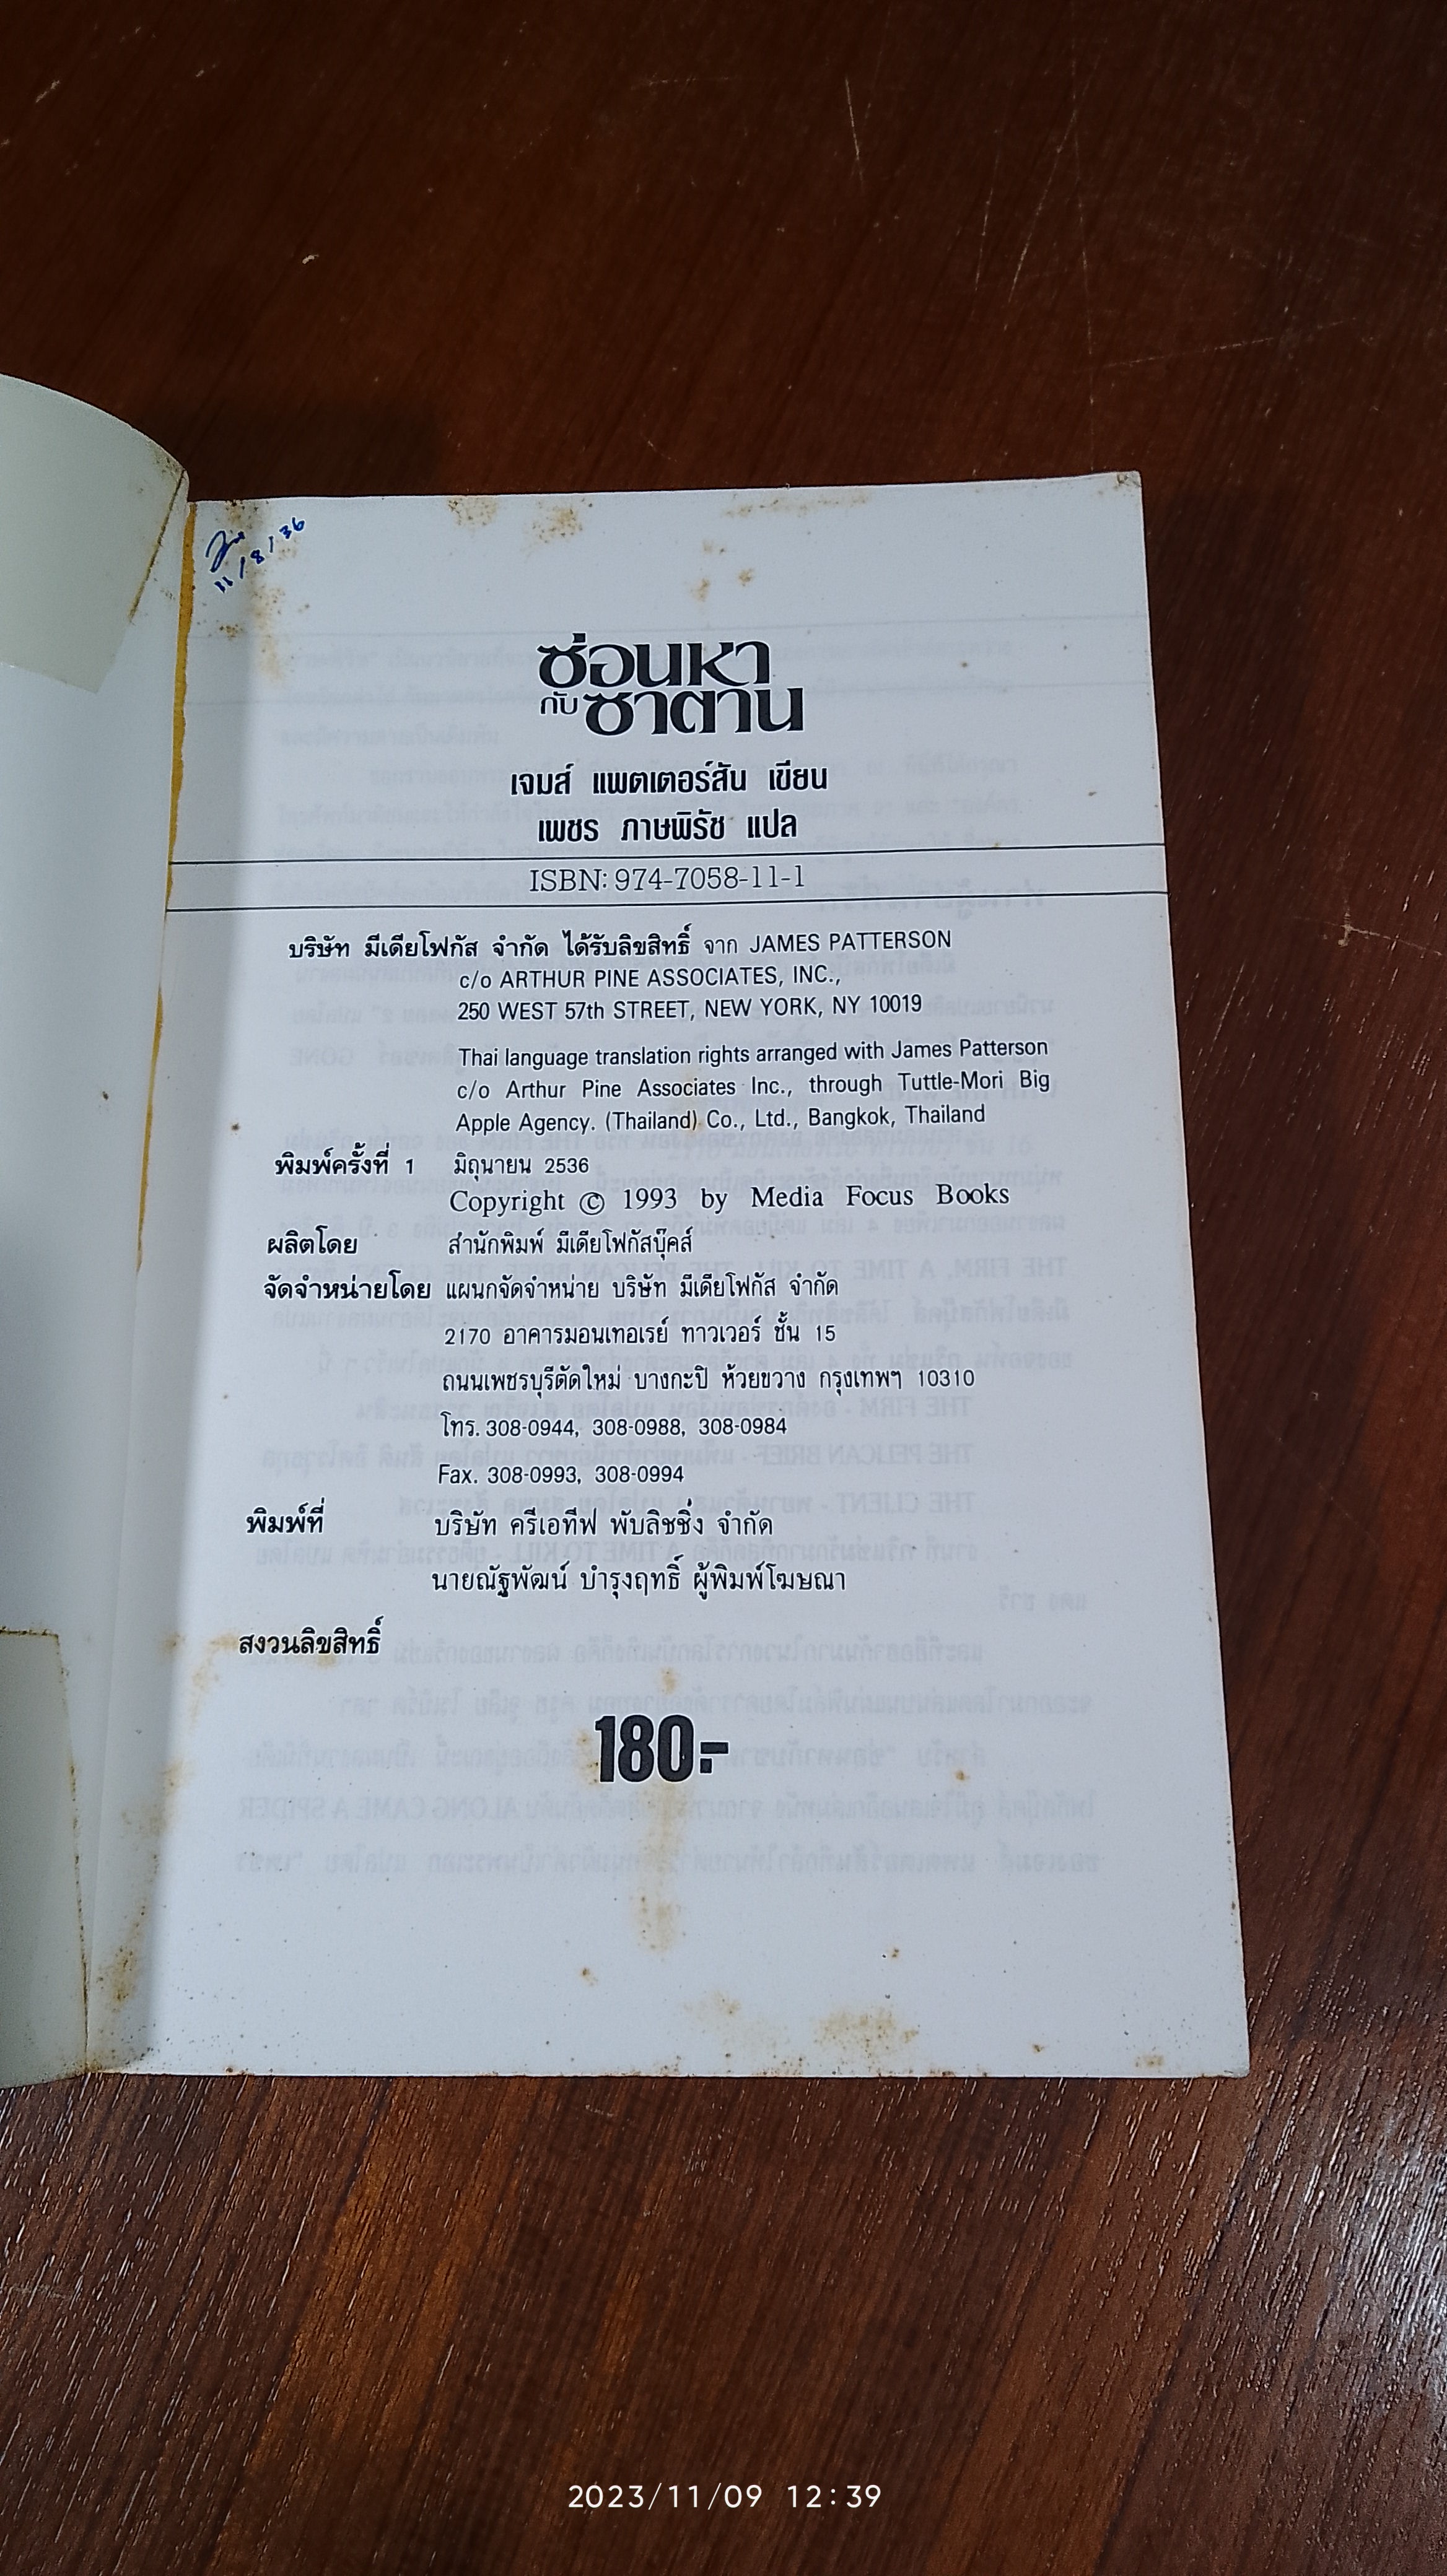 11/8/36
ซ่อนหา
กับ ซาตาน
เจมส์ แพตเตอร์สัน เขียน
เพชร ภาษพิรัช แปล
ISBN: 974-7058-11-1
บริษัท มีเดียโฟกัส จำกัด ได้รับลิขสิทธิ์ จาก JAMES PATTERSON
c/o ARTHUR PINE ASSOCIATES, INC.,
250 WEST 57th STREET, NEW YORK, NY 10019
Thai language translation rights arranged with James Patterson
c/o Arthur Pine Associates Inc., through Tuttle-Mori Big
Apple Agency. (Thailand) Co., Ltd., Bangkok, Thailand
พิมพ์ครั้งที่ 1 มิถุนายน 2536
Copyright © 1993 by Media Focus Books
ผลิตโดย สำนักพิมพ์ มีเดียโฟกัสบุ๊คส์
จัดจำหน่ายโดย แผนกจัดจำหน่าย บริษัท มีเดียโฟกัส จำกัด
2170 อาคารมอนเทอเรย์ ทาวเวอร์ ชั้น 15
ถนนเพชรบุรีตัดใหม่ บางกะปิ ห้วยขวาง กรุงเทพฯ 10310
โทร. 308-0944, 308-0988, 308-0984
Fax. 308-0993, 308-0994
พิมพ์ที่ บริษัท ครีเอทีฟ พับลิชชิ่ง จำกัด
นายณัฐพัฒน์ บำรุงฤทธิ์ ผู้พิมพ์โฆษณา
สงวนลิขสิทธิ์
180.-
2023/11/09 12:39